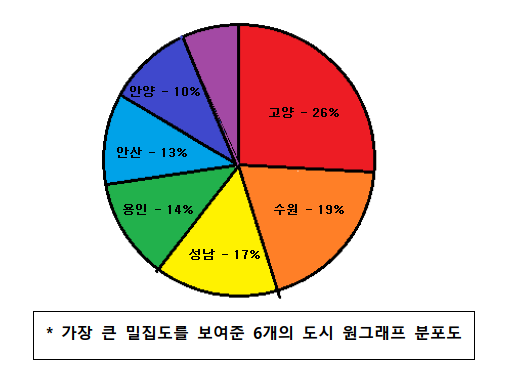 고양 - 26%
수원 - 19%
성남 - 17%
용인 - 14%
안산 - 13%
안양 - 10%
* 가장 큰 밀집도를 보여준 6개의 도시 원그래프 분포도